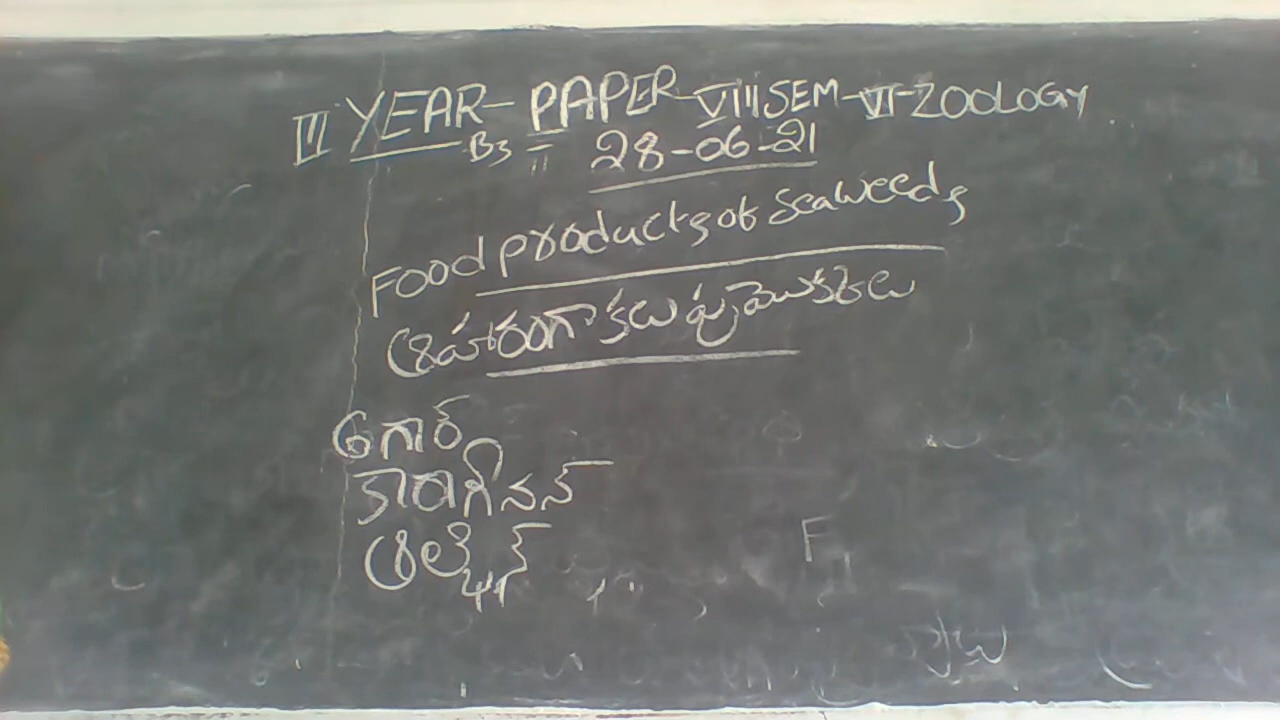 III YEAR- PAPER-VIII SEM-VI-ZOOLOGY
B3 = 28-06-21
Food products of Seaweeds
ఆహారంగా కలుపు మొక్కలు
అగార్
కారాగీనన్
F